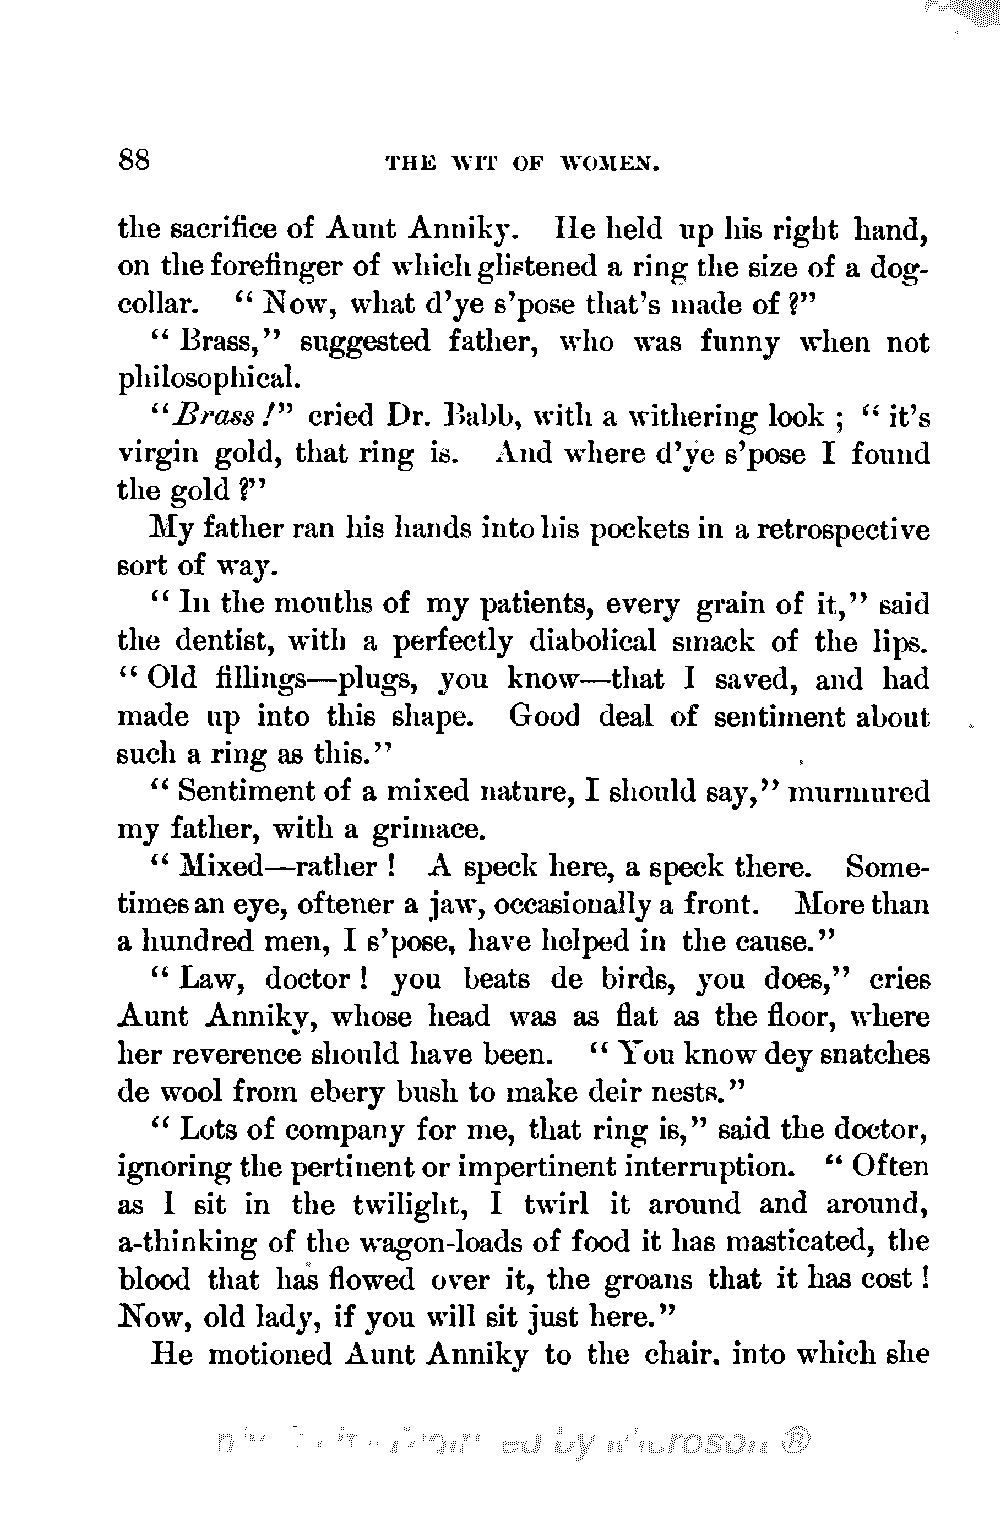 88 THE WIT OF WOMEN.
the sacrifice of Aunt Anniky. He held up his right hand,
on the forefinger of which glistened a ring the size of a dog-
collar. "Now, what d'ye s'pose that's made of?"
"Brass," suggested father, who was funny when not
philosophical.
"Brass!" cried Dr. Babb, with a withering look; "it's
virgin gold, that ring is. And where d'ye s'pose I found
the gold?"
My father ran his hands into his pockets in a retrospective
sort of way.
"In the mouths of my patients, every grain of it," said
the dentist, with a perfectly diabolical smack of the lips.
"Old fillings—plugs, you know—that I saved, and had
made up into this shape. Good deal of sentiment about
such a ring as this."
"Sentiment of a mixed nature, I should say," murmured
my father, with a grimace.
"Mixed—rather! A speck here, a speck there. Some-
times an eye, oftener a jaw, occasionally a front. More than
a hundred men, I s'pose, have helped in the cause."
"Law, doctor! you beats de birds, you does," cries
Aunt Anniky, whose head was as flat as the floor, where
her reverence should have been. "You know dey snatches
de wool from ebery bush to make deir nests."
"Lots of company for me, that ring is," said the doctor,
ignoring the pertinent or impertinent interruption. "Often
as I sit in the twilight, I twirl it around and around,
a-thinking of the wagon-loads of food it has masticated, the
blood that has flowed over it, the groans that it has cost!
Now, old lady, if you will sit just here."
He motioned Aunt Anniky to the chair, into which she
by Microsoft ®